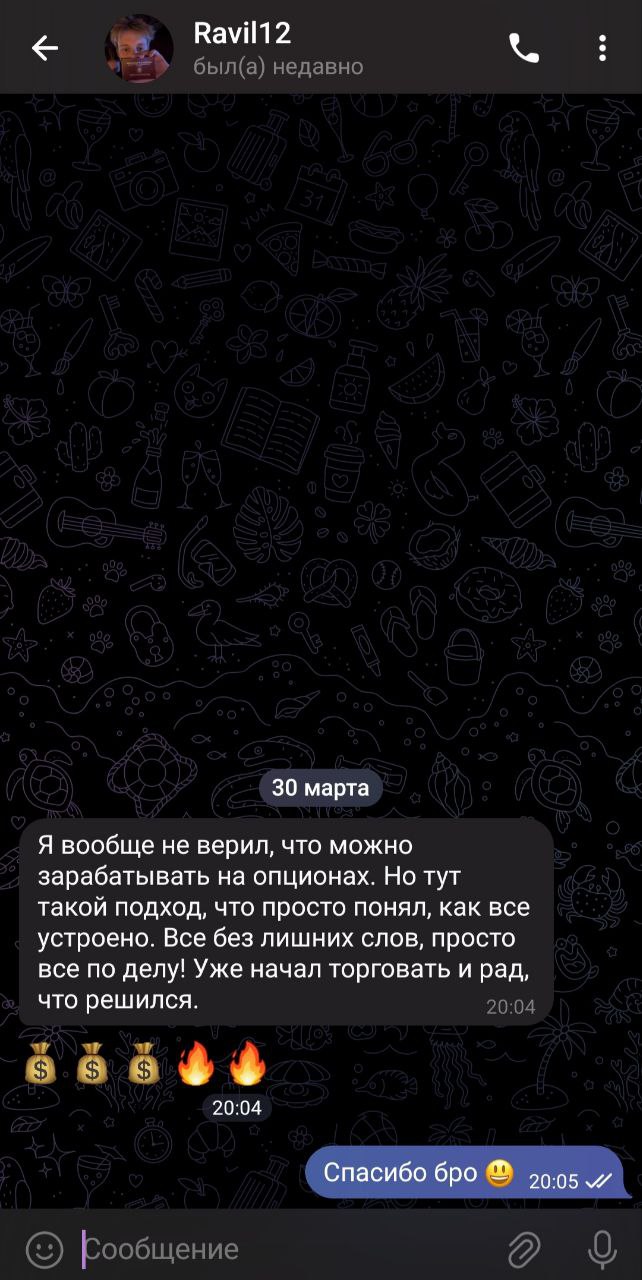 Ravil12
был(а) недавно
30 марта
Я вообще не верил, что можно
зарабатывать на опционах. Но тут
такой подход, что просто понял, как все
устроено. Все без лишних слов, просто
все по делу! Уже начал торговать и рад,
что решился.
20:04
💰 💰 💰 🔥 🔥
20:04
Спасибо бро 😃 20:05
Сообщение